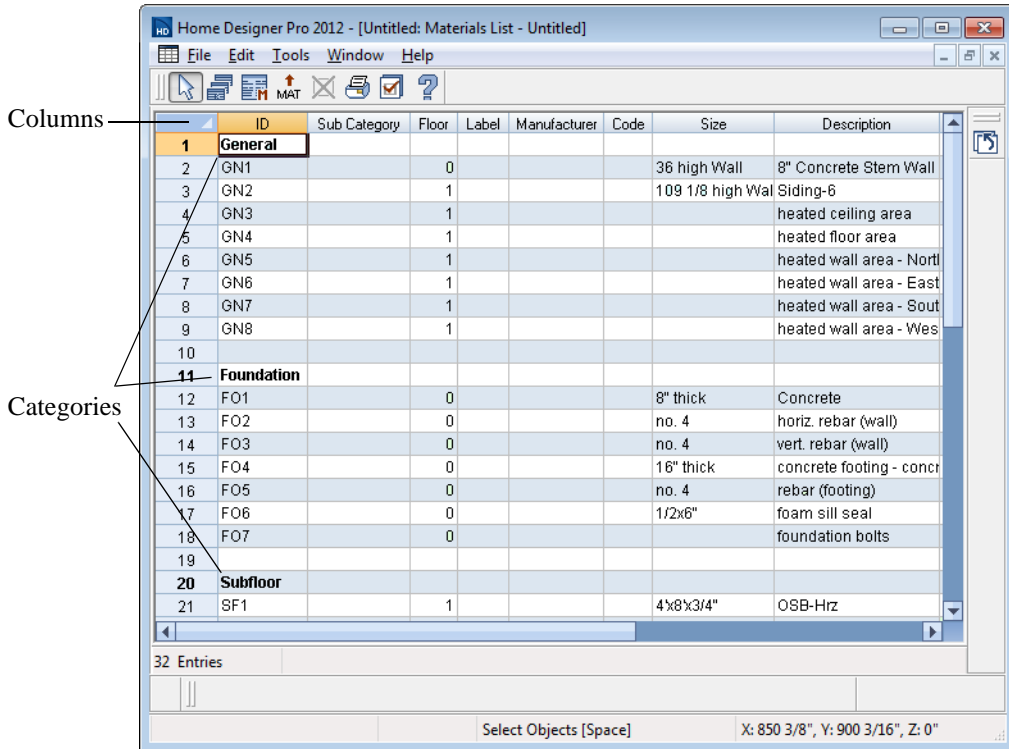 Home Designer Pro 2012 - [Untitled: Materials List - Untitled]
File Edit Tools Window Help
MAT
Columns
ID Sub Category Floor Label Manufacturer Code Size Description
1 General
2 GN1 0 36 high Wall 8" Concrete Stem Wall
3 GN2 1 109 1/8 high Wal Siding-6
4 GN3 1 heated ceiling area
5 GN4 1 heated floor area
6 GN5 1 heated wall area - Nortl
7 GN6 1 heated wall area - East
8 GN7 1 heated wall area - Sout
9 GN8 1 heated wall area - Wes
10
11 Foundation
Categories
12 FO1 0 8" thick Concrete
13 FO2 0 no. 4 horiz. rebar (wall)
14 FO3 0 no. 4 vert. rebar (wall)
15 FO4 0 16" thick concrete footing - concr
16 FO5 0 no. 4 rebar (footing)
17 FO6 0 1/2x6" foam sill seal
18 FO7 0 foundation bolts
19
20 Subfloor
21 SF1 1 4'x8'x3/4" OSB-Hrz
32 Entries
Select Objects [Space] X: 850 3/8", Y: 900 3/16", Z: 0"